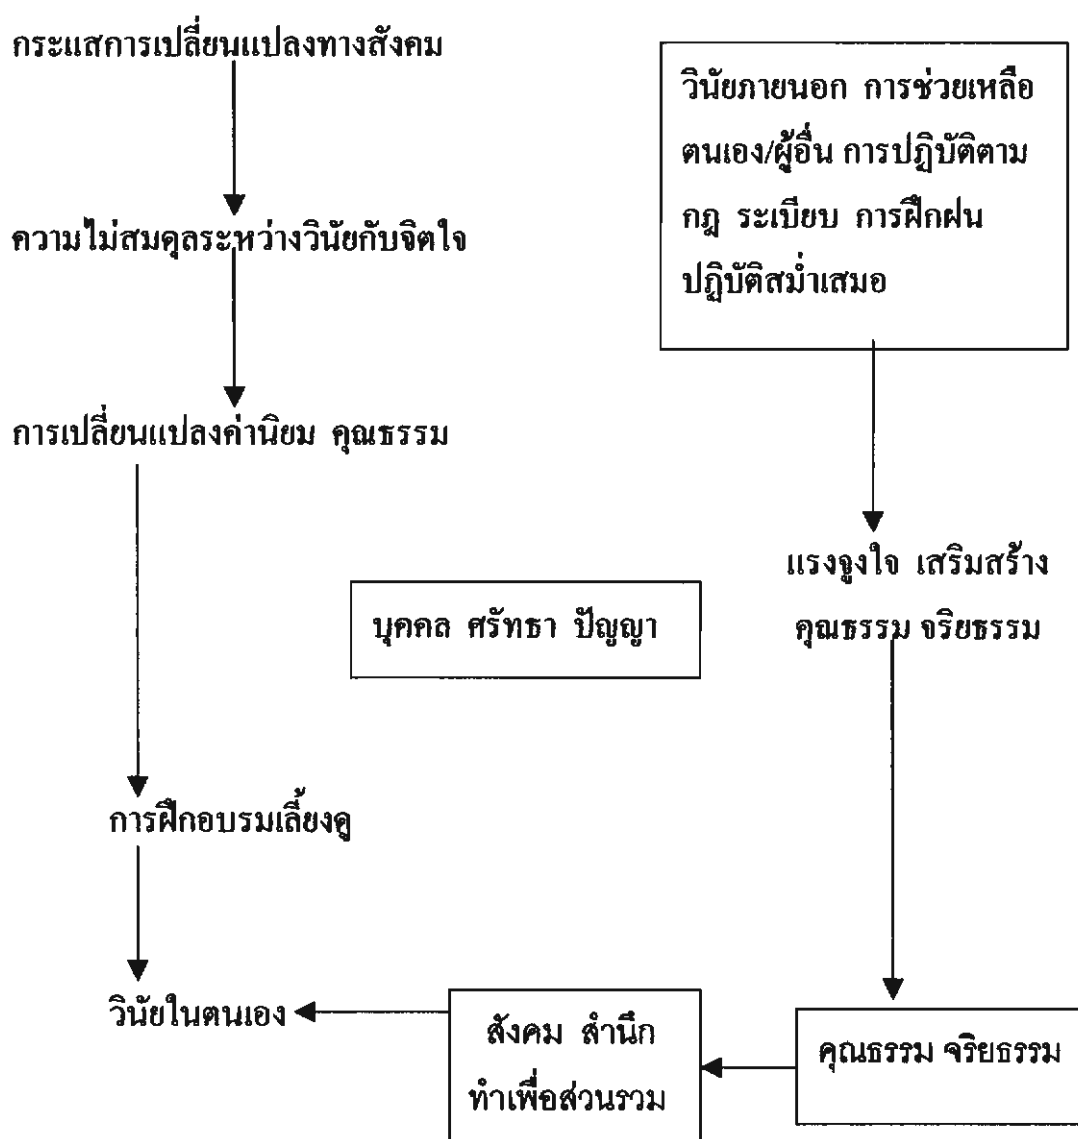 กระแสการเปลี่ยนแปลงทางสังคม
ความไม่สมดุลระหว่างวินัยกับจิตใจ
การเปลี่ยนแปลงค่านิยม คุณธรรม
การฝึกอบรมเลี้ยงดู
วินัยในตนเอง
บุคคล ศรัทธา ปัญญา
วินัยภายนอก การช่วยเหลือ
ตนเอง/ผู้อื่น การปฏิบัติตาม
กฎ ระเบียบ การฝึกฝน
ปฏิบัติสม่ำเสมอ
แรงจูงใจ เสริมสร้าง
คุณธรรม จริยธรรม
คุณธรรม จริยธรรม
สังคม สำนึก
ทำเพื่อส่วนรวม